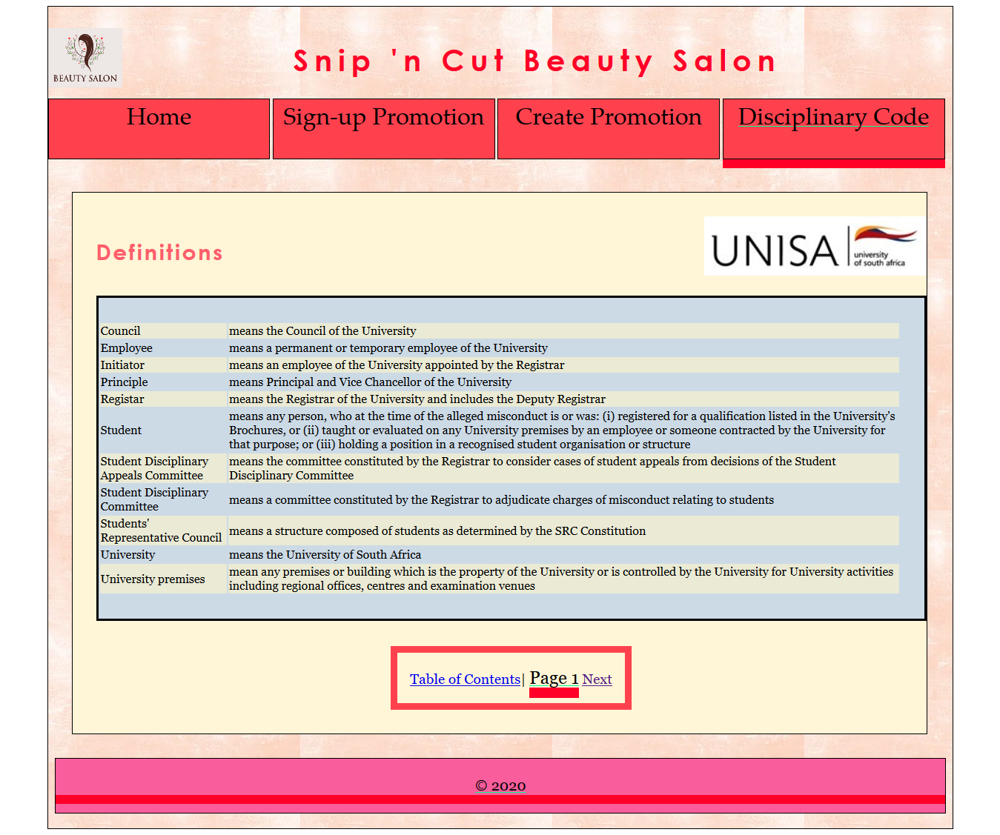 BEAUTY SALON
Snip 'n Cut Beauty Salon
Home
Sign-up Promotion
Create Promotion
Disciplinary Code
Definitions
UNISA
university
of south africa
Council means the Council of the University
Employee means a permanent or temporary employee of the University
Initiator means an employee of the University appointed by the Registrar
Principle means Principal and Vice Chancellor of the University
Registar means the Registrar of the University and includes the Deputy Registrar
Student
means any person, who at the time of the alleged misconduct is or was: (i) registered for a qualification listed in the University's
Brochures, or (ii) taught or evaluated on any University premises by an employee or someone contracted by the University for
that purpose; or (iii) holding a position in a recognised student organisation or structure
Student Disciplinary
Appeals Committee
means the committee constituted by the Registrar to consider cases of student appeals from decisions of the Student
Disciplinary Committee
Student Disciplinary
Committee
means a committee constituted by the Registrar to adjudicate charges of misconduct relating to students
Students'
Representative Council
means a structure composed of students as determined by the SRC Constitution
University means the University of South Africa
University premises
mean any premises or building which is the property of the University or is controlled by the University for University activities
including regional offices, centres and examination venues
Table of Contents| Page 1 Next
© 2020